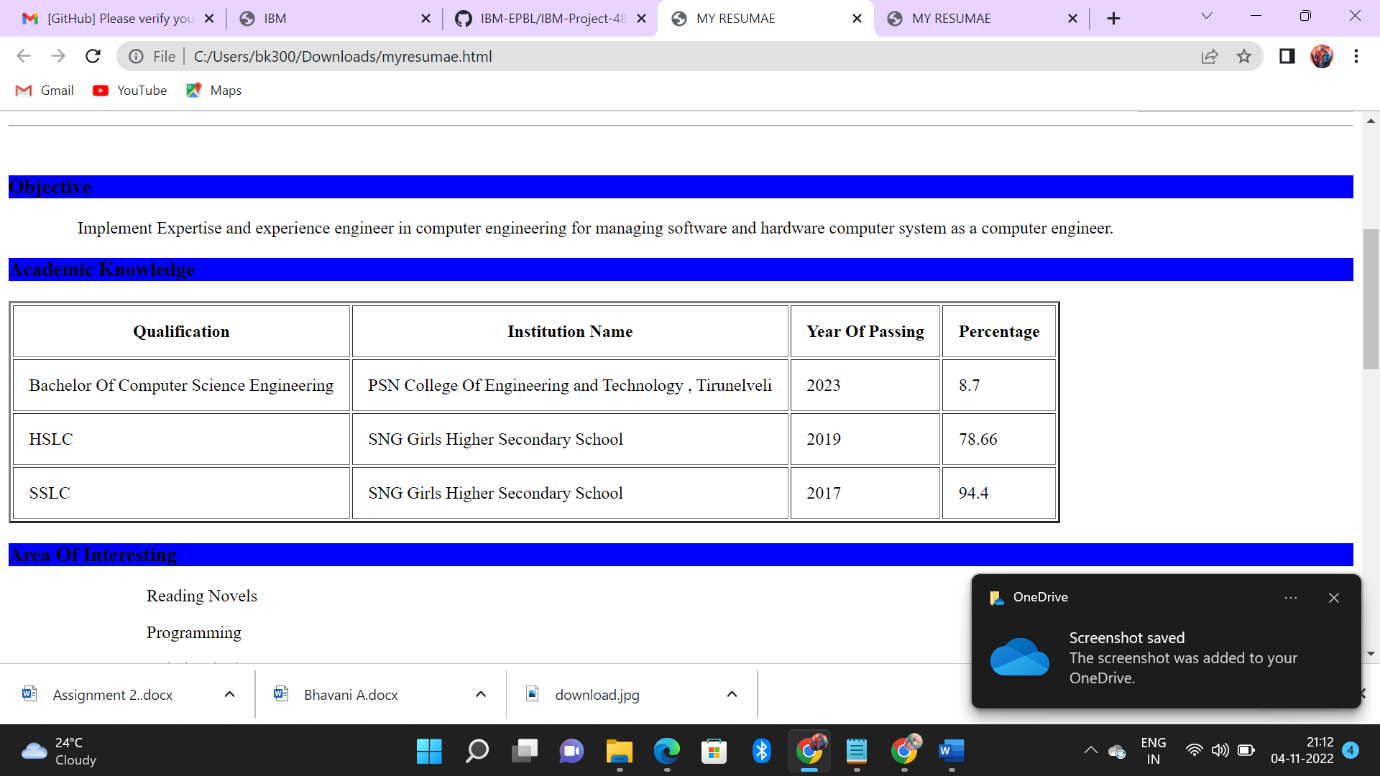 [GitHub] Please verify you
IBM
IBM-EPBL/IBM-Project-48
MY RESUMAE
MY RESUMAE
File
C:/Users/bk300/Downloads/myresumae.html
Gmail
YouTube
Maps
Objective
Implement Expertise and experience engineer in computer engineering for managing software and hardware computer system as a computer engineer.
Academic Knowledge
Qualification Institution Name Year Of Passing Percentage
Bachelor Of Computer Science Engineering PSN College Of Engineering and Technology , Tirunelveli 2023 8.7
HSLC SNG Girls Higher Secondary School 2019 78.66
SSLC SNG Girls Higher Secondary School 2017 94.4
Area Of Interesting
Reading Novels
Programming
OneDrive
Screenshot saved
The screenshot was added to your
OneDrive.
Assignment 2..docx
Bhavani A.docx
download.jpg
24°C
Cloudy
ENG
IN
21:12
04-11-2022
4